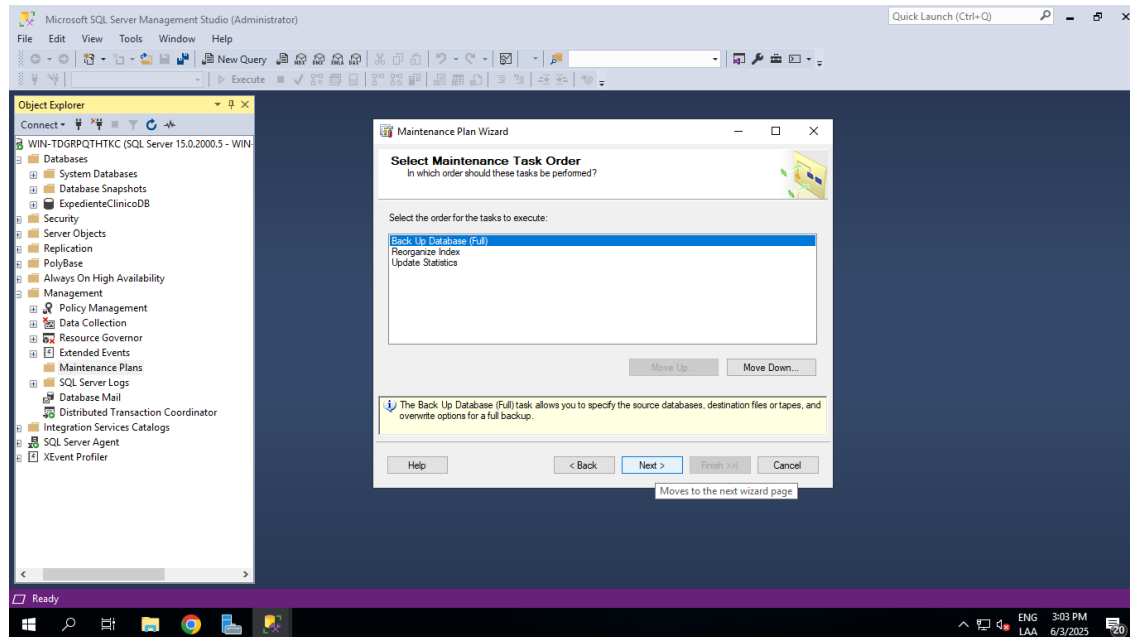 Microsoft SQL Server Management Studio (Administrator)
Quick Launch (Ctrl+Q)
File Edit View Tools Window Help
New Query
Execute
Object Explorer
Connect
WIN-TDGRPQTHTKC (SQL Server 15.0.2000.5 - WIN-
Databases
System Databases
Database Snapshots
ExpedienteClinicoDB
Security
Server Objects
Replication
PolyBase
Always On High Availability
Management
Policy Management
Data Collection
Resource Governor
Extended Events
Maintenance Plans
SQL Server Logs
Database Mail
Distributed Transaction Coordinator
Integration Services Catalogs
SQL Server Agent
XEvent Profiler
Maintenance Plan Wizard
Select Maintenance Task Order
In which order should these tasks be performed?
Select the order for the tasks to execute:
Back Up Database (Full)
Reorganize Index
Update Statistics
Move Up... Move Down...
The Back Up Database (Full) task allows you to specify the source databases, destination files or tapes, and
overwrite options for a full backup.
Help < Back Next > Finish >>| Cancel
Moves to the next wizard page
Ready
ENG 3:03 PM
LAA 6/3/2025
20